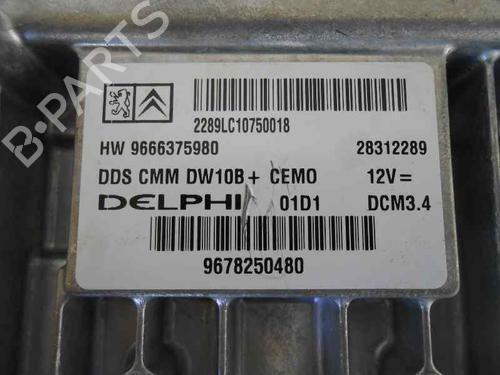 2289LC10750018
HW 9666375980 28312289
DDS CMM DW10B+ CEMO 12V=
DELPHI 01D1 DCM3.4
9678250480
B-PARTS